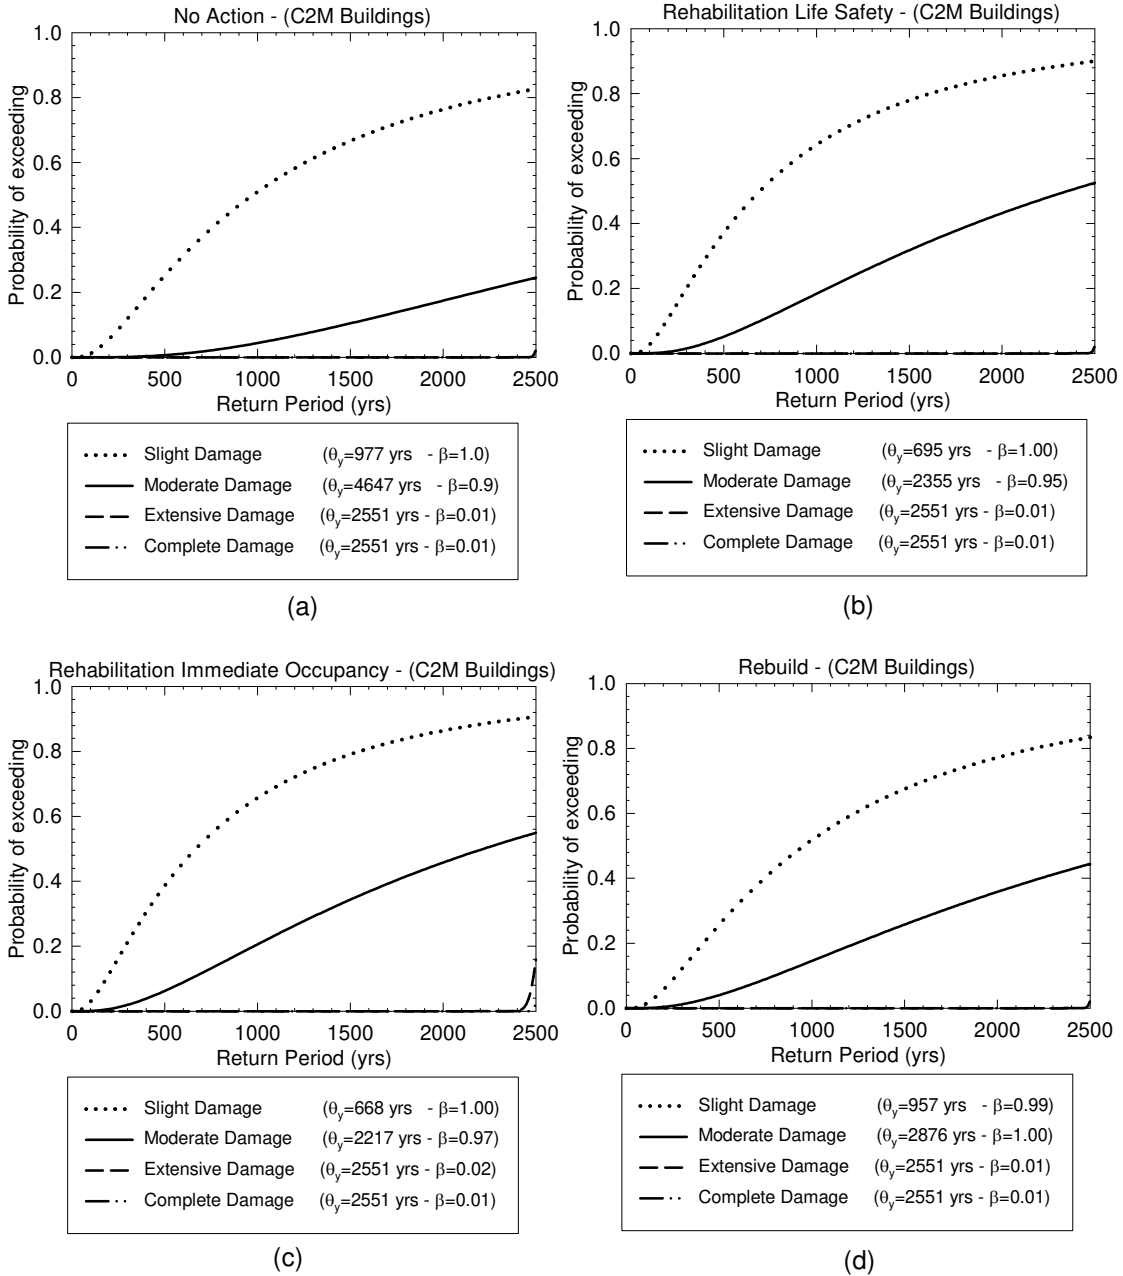 No Action - (C2M Buildings)
Probability of exceeding
1.0
0.8
0.6
0.4
0.2
0.0
0 500 1000 1500 2000 2500
Return Period (yrs)
Slight Damage (θy=977 yrs - β=1.0)
Moderate Damage (θy=4647 yrs - β=0.9)
Extensive Damage (θy=2551 yrs - β=0.01)
Complete Damage (θy=2551 yrs - β=0.01)
(a)
Rehabilitation Life Safety - (C2M Buildings)
Probability of exceeding
1.0
0.8
0.6
0.4
0.2
0.0
0 500 1000 1500 2000 2500
Return Period (yrs)
Slight Damage (θy=695 yrs - β=1.00)
Moderate Damage (θy=2355 yrs - β=0.95)
Extensive Damage (θy=2551 yrs - β=0.01)
Complete Damage (θy=2551 yrs - β=0.01)
(b)
Rehabilitation Immediate Occupancy - (C2M Buildings)
Probability of exceeding
1.0
0.8
0.6
0.4
0.2
0.0
0 500 1000 1500 2000 2500
Return Period (yrs)
Slight Damage (θy=668 yrs - β=1.00)
Moderate Damage (θy=2217 yrs - β=0.97)
Extensive Damage (θy=2551 yrs - β=0.02)
Complete Damage (θy=2551 yrs - β=0.01)
(c)
Rebuild - (C2M Buildings)
Probability of exceeding
1.0
0.8
0.6
0.4
0.2
0.0
0 500 1000 1500 2000 2500
Return Period (yrs)
Slight Damage (θy=957 yrs - β=0.99)
Moderate Damage (θy=2876 yrs - β=1.00)
Extensive Damage (θy=2551 yrs - β=0.01)
Complete Damage (θy=2551 yrs - β=0.01)
(d)